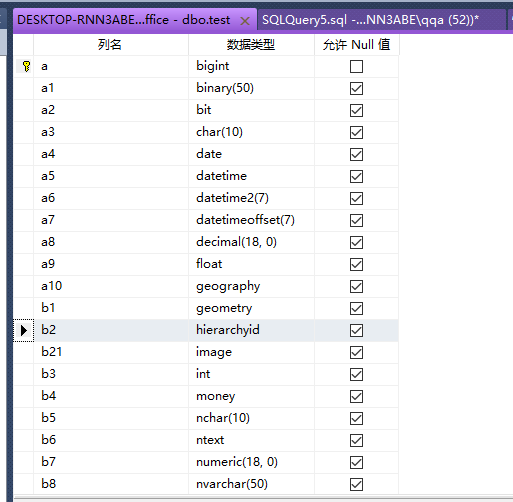 DESKTOP-RNN3ABE...ffice - dbo.test SQLQuery5.sql -...NN3ABE\qqa (52))*
列名 数据类型 允许 Null 值
a bigint
a1 binary(50)
a2 bit
a3 char(10)
a4 date
a5 datetime
a6 datetime2(7)
a7 datetimeoffset(7)
a8 decimal(18, 0)
a9 float
a10 geography
b1 geometry
b2 hierarchyid
b21 image
b3 int
b4 money
b5 nchar(10)
b6 ntext
b7 numeric(18, 0)
b8 nvarchar(50)